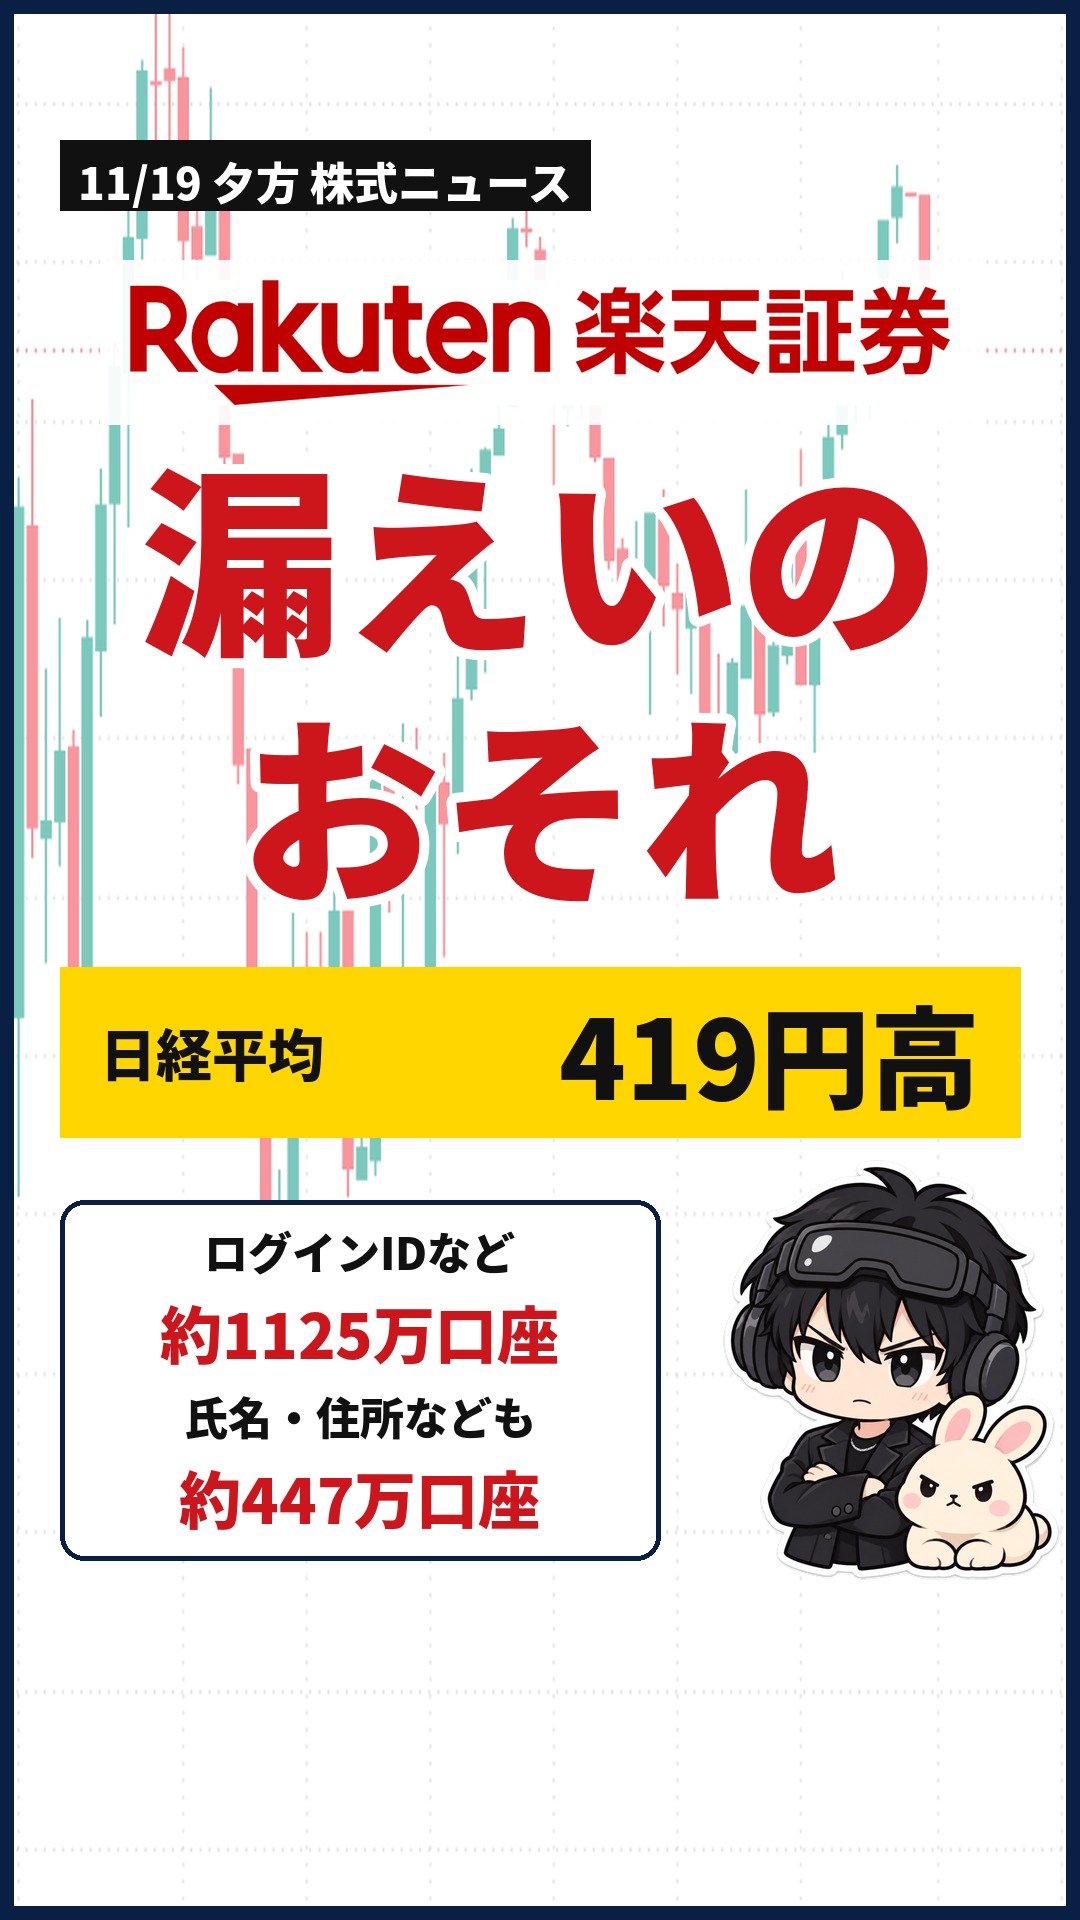 11/19 夕方 株式ニュース
Rakuten 楽天証券
漏えいの
おそれ
日経平均 419円高
ログインIDなど
約1125万口座
氏名・住所なども
約447万口座